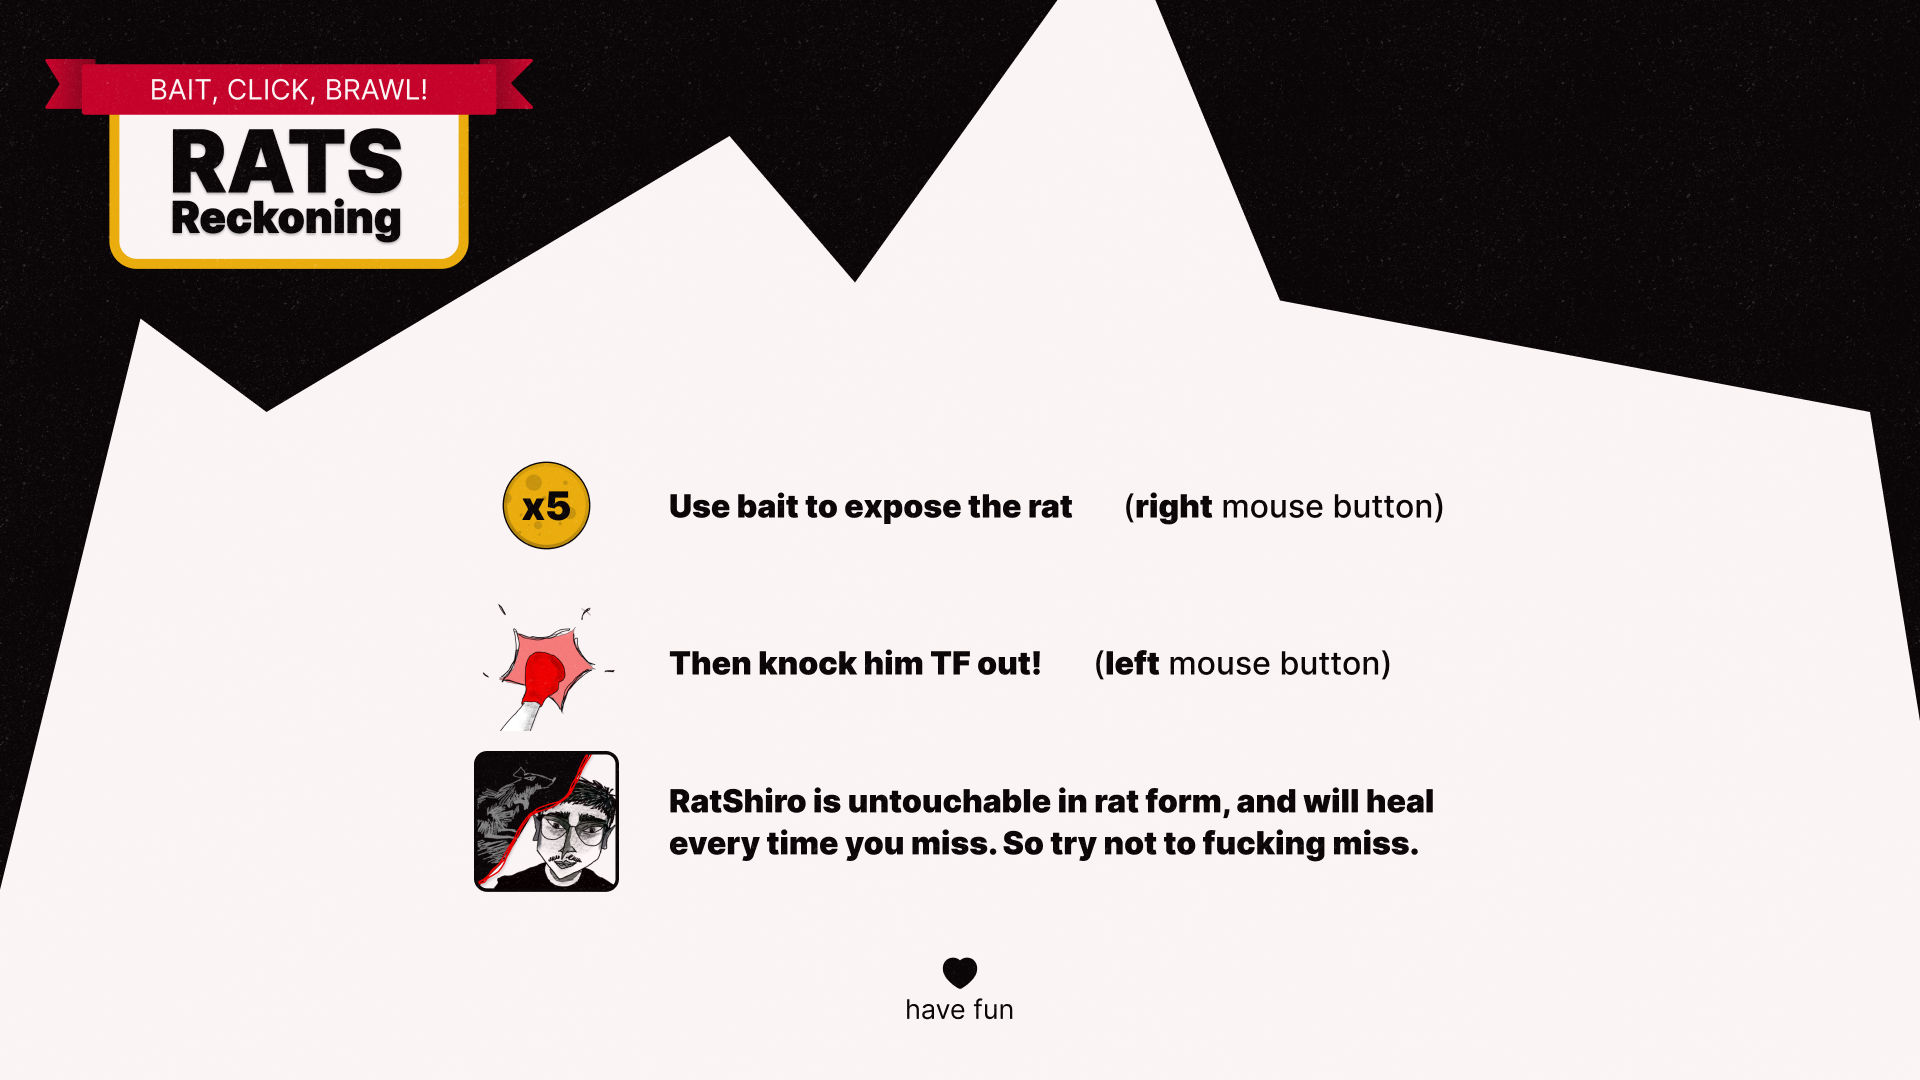 BAIT, CLICK, BRAWL!
RATS
Reckoning
x5
Use bait to expose the rat (right mouse button)
Then knock him TF out! (left mouse button)
RatShiro is untouchable in rat form, and will heal
every time you miss. So try not to fucking miss.
have fun